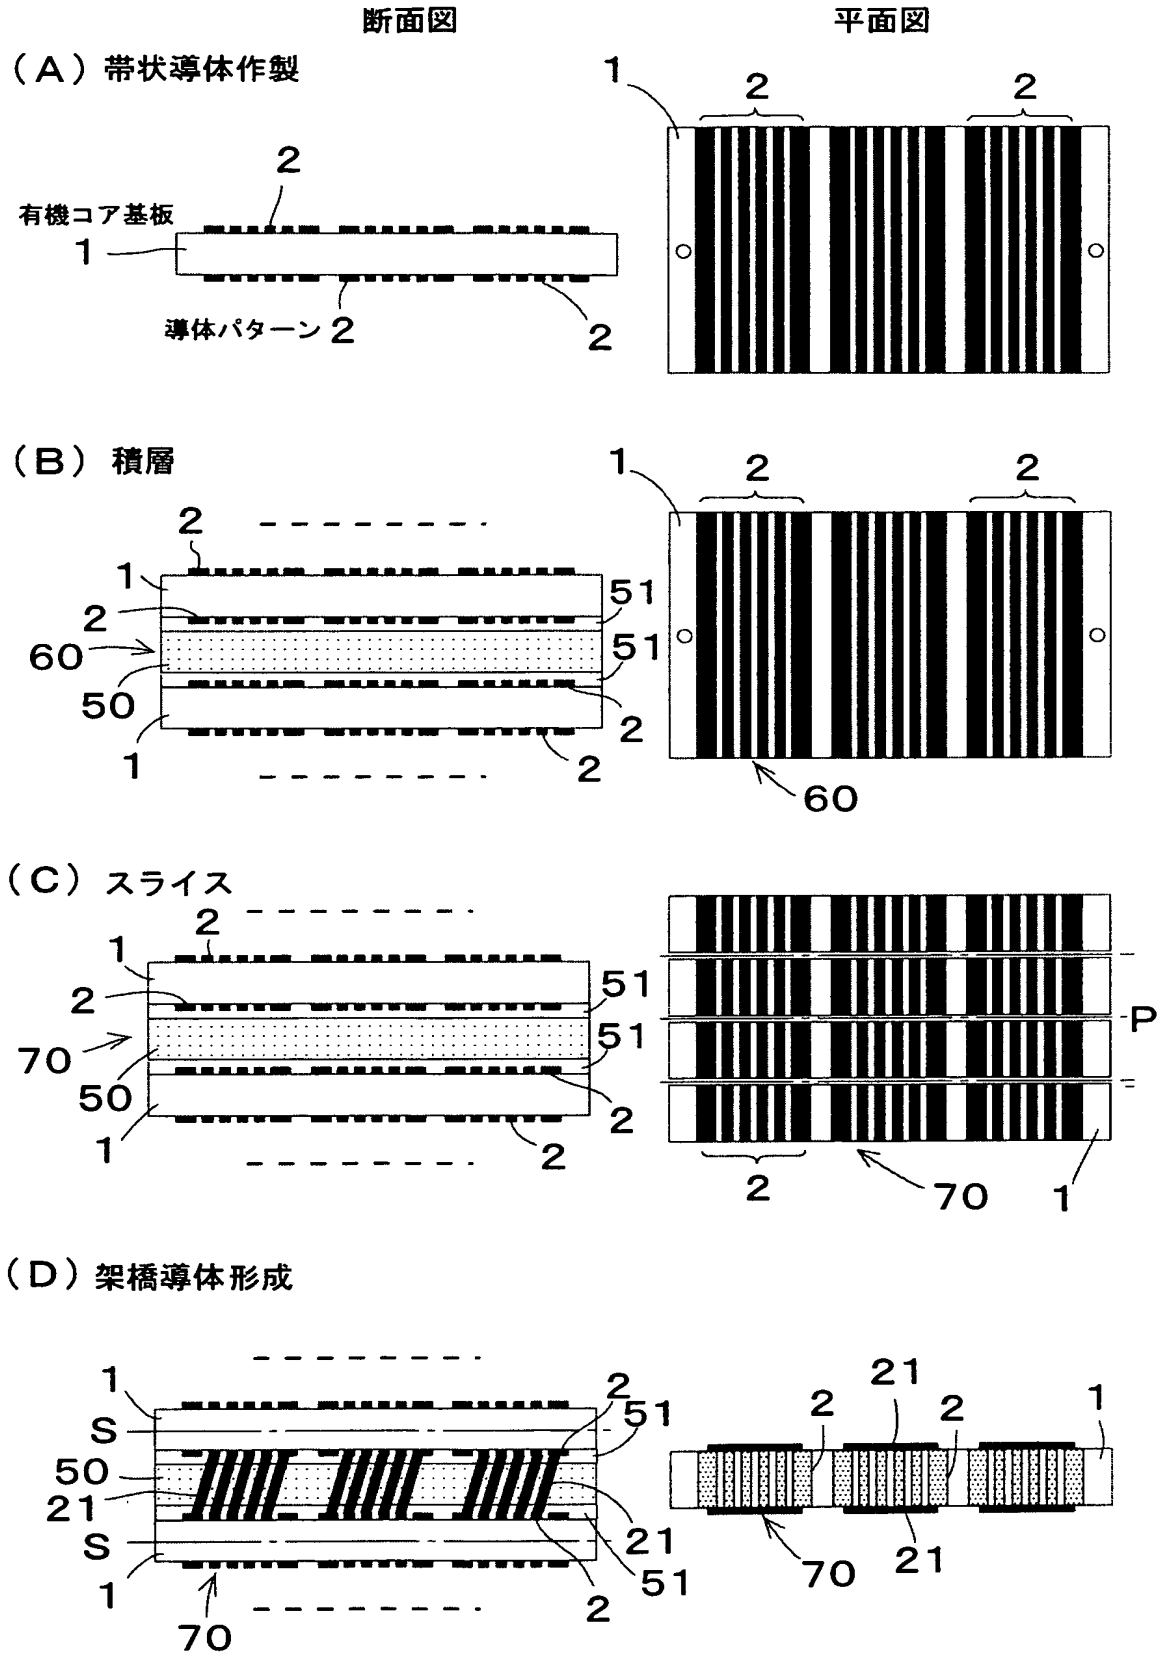 断面図 平面図
(A) 帯状導体作製
1 2 2
2
有機コア基板
1
導体パターン 2 2
(B) 積層
1 2 2
2
1 51
2
60 51
50 2
1 2
60
(C) スライス
2
1
2 51
70 51 P
50
1 2
2
2 70 1
(D) 架橋導体形成
1 2 51 21 1
S 2 2
50
21
S 21
1 51 70 21
2
70